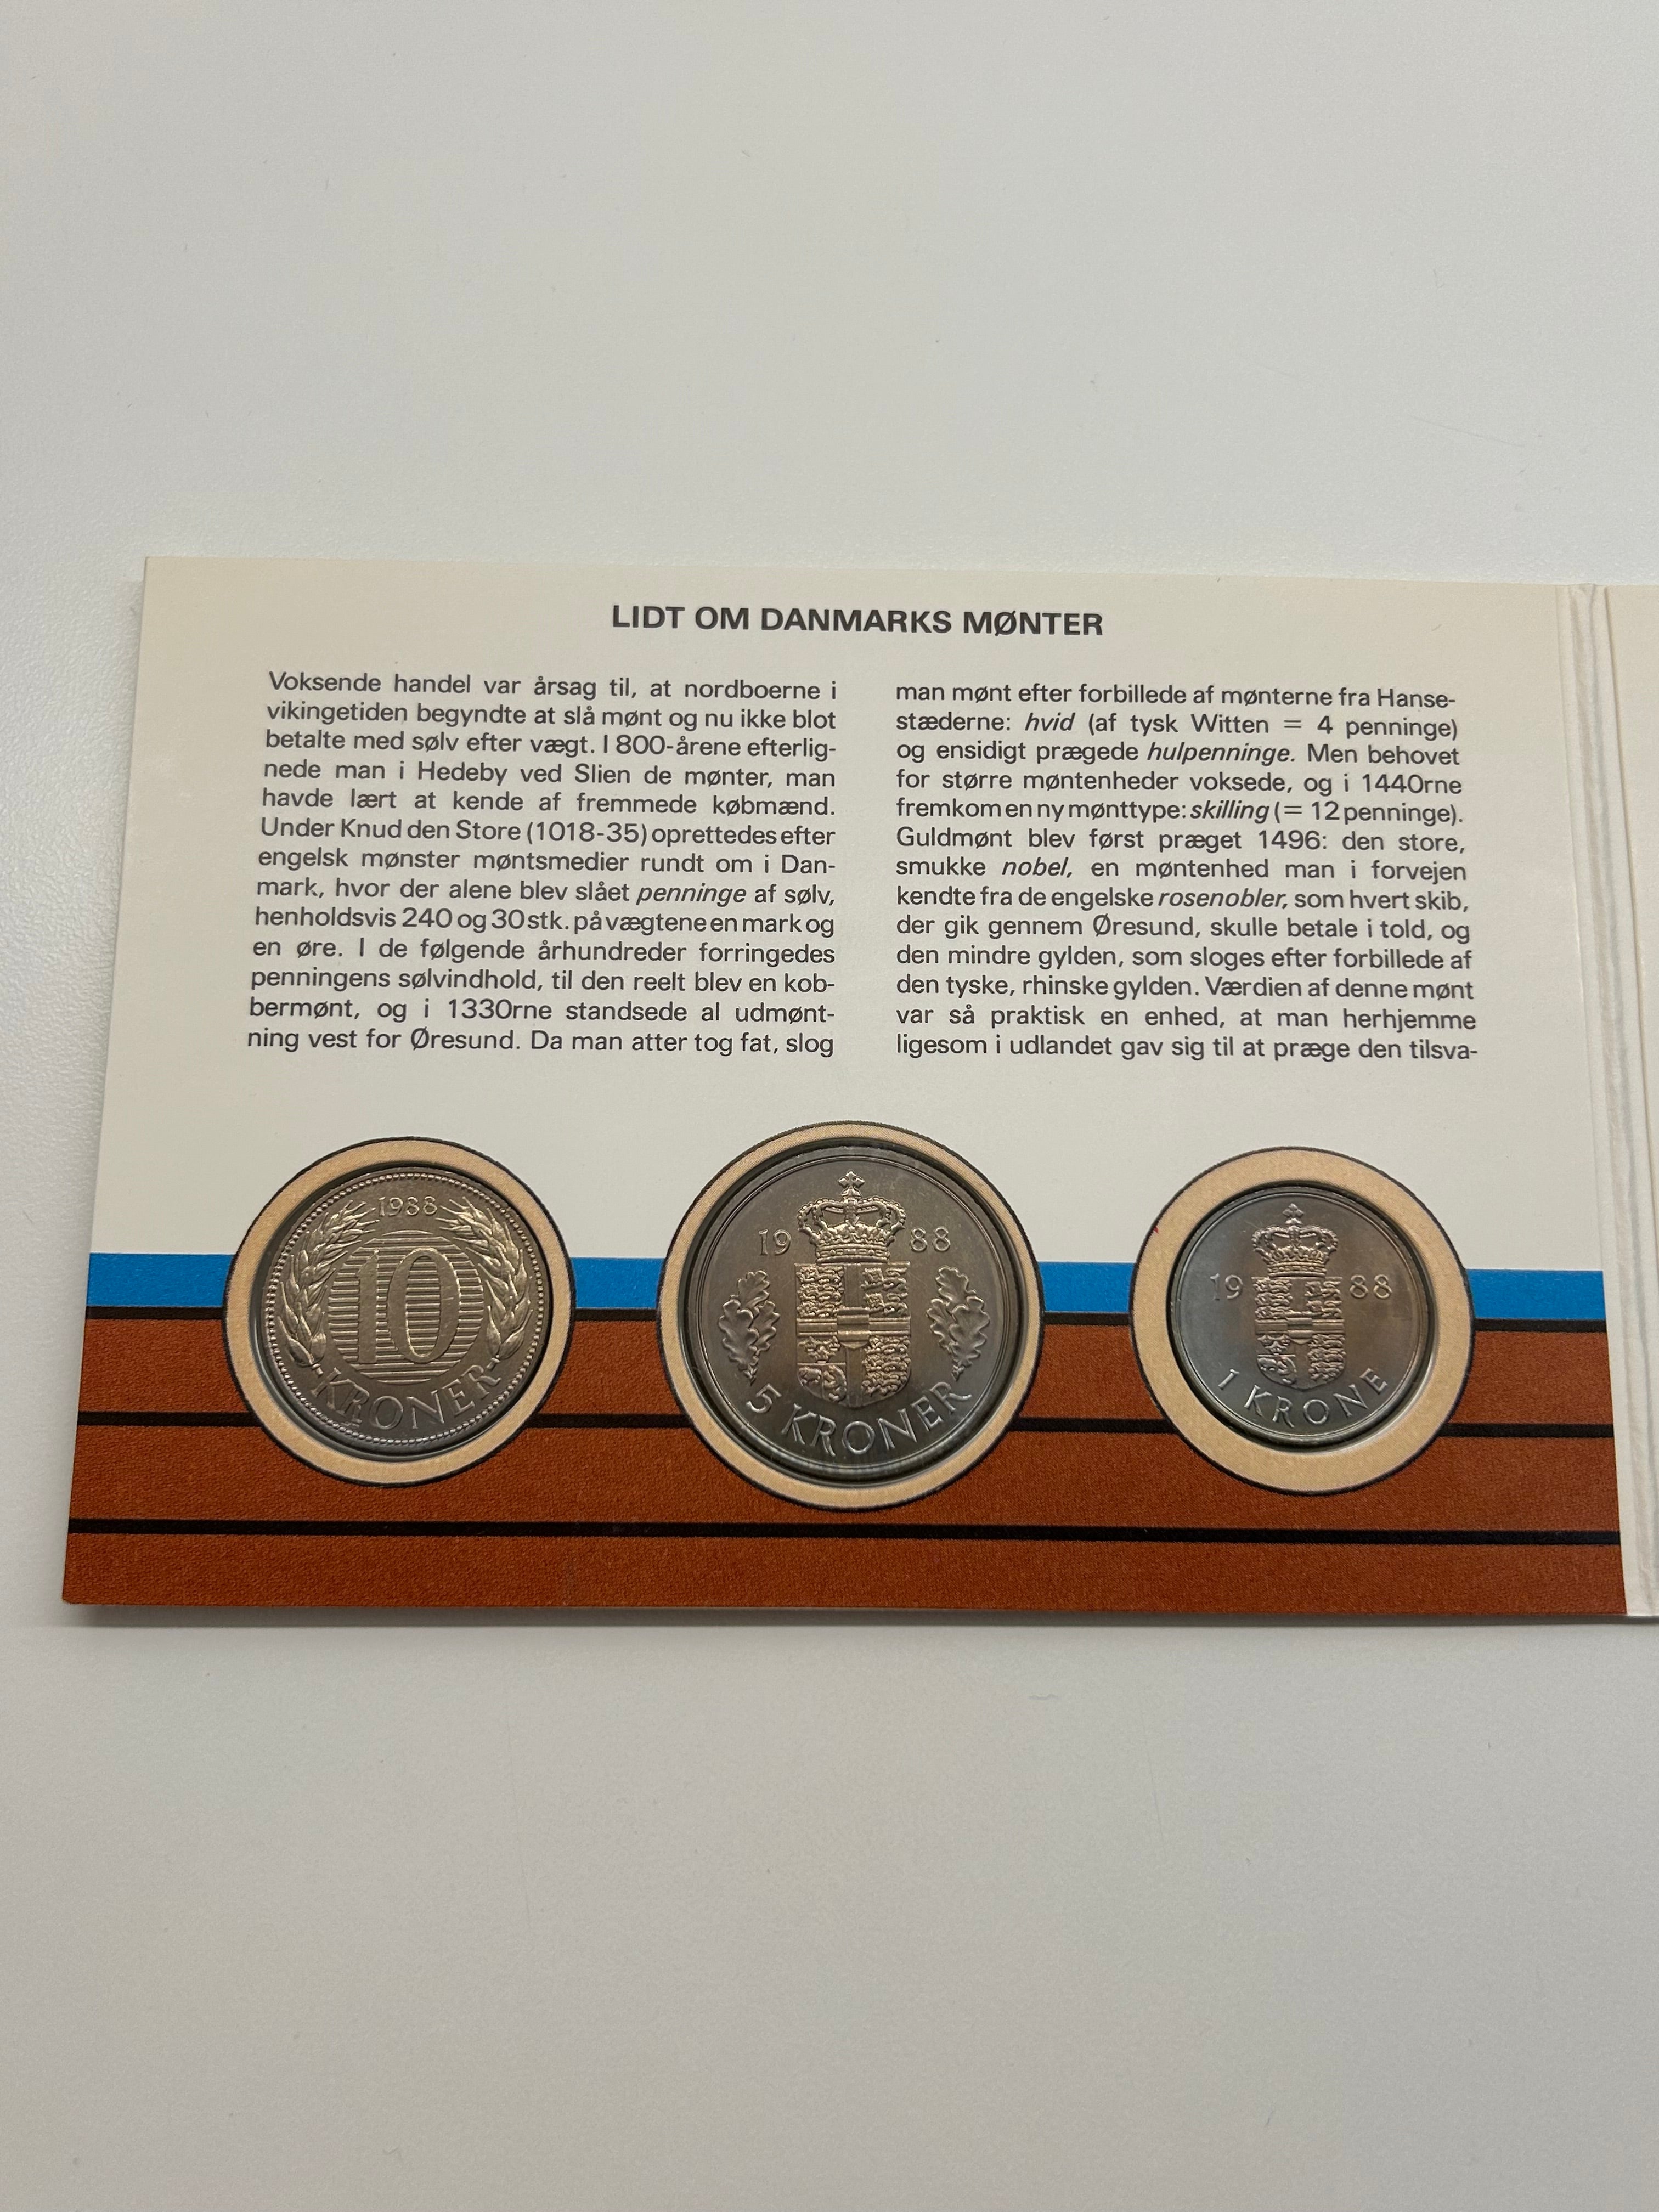 LIDT OM DANMARKS MØNTER
Voksende handel var årsag til, at nordboerne i
vikingetiden begyndte at slå mønt og nu ikke blot
betalte med sølv efter vægt. I 800-årene efterlig-
nede man i Hedeby ved Slien de mønter, man
havde lært at kende af fremmede købmænd.
Under Knud den Store (1018-35) oprettedes efter
engelsk mønster møntsmedier rundt om i Dan-
mark, hvor der alene blev slået penninge af sølv,
henholdsvis 240 og 30 stk. på vægtene en mark og
en øre. I de følgende århundreder forringedes
penningens sølvindhold, til den reelt blev en kob-
bermønt, og i 1330rne standsede al udmønt-
ning vest for Øresund. Da man atter tog fat, slog
man mønt efter forbillede af mønterne fra Hanse-
stæderne: hvid (af tysk Witten = 4 penninge)
og ensidigt prægede hulpenninge. Men behovet
for større møntenheder voksede, og i 1440rne
fremkom en ny mønttype: skilling (= 12 penninge).
Guldmønt blev først præget 1496: den store,
smukke nobel, en møntenhed man i forvejen
kendte fra de engelske rosenobler, som hvert skib,
der gik gennem Øresund, skulle betale i told, og
den mindre gylden, som sloges efter forbillede af
den tyske, rhinske gylden. Værdien af denne mønt
var så praktisk en enhed, at man herhjemme
ligesom i udlandet gav sig til at præge den tilsva-
1988
10
KRONER
19 88
5 KRONER
19 88
1 KRONE